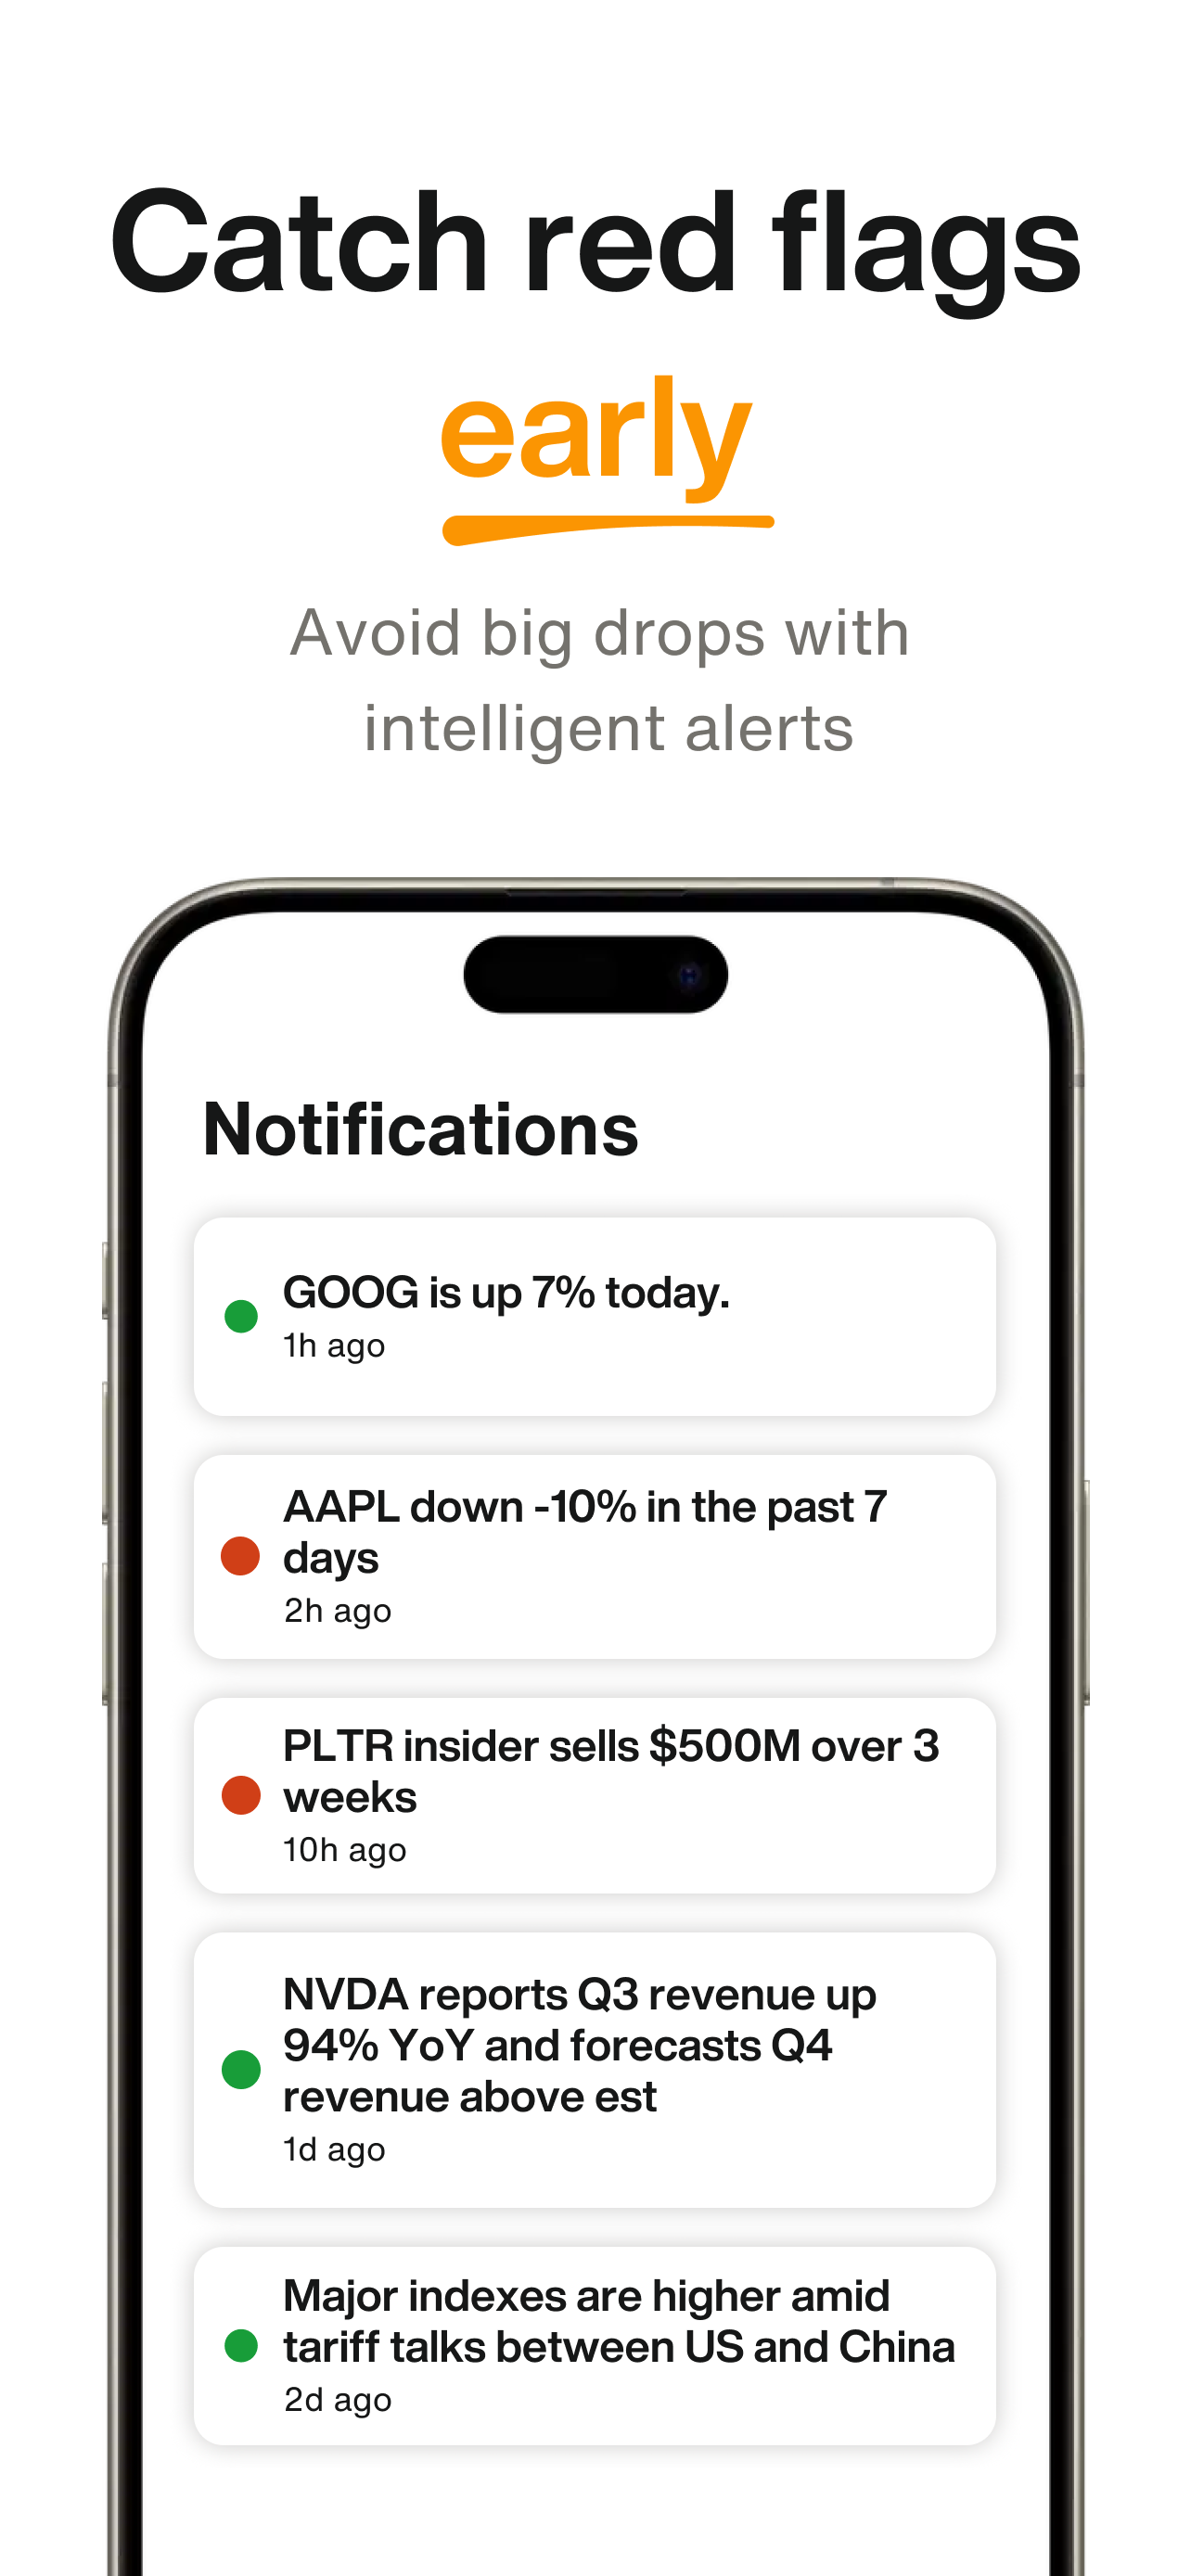 Catch red flags
early
Avoid big drops with
intelligent alerts
Notifications
GOOG is up 7% today.
1h ago
AAPL down -10% in the past 7
days
2h ago
PLTR insider sells $500M over 3
weeks
10h ago
NVDA reports Q3 revenue up
94% YoY and forecasts Q4
revenue above est
1d ago
Major indexes are higher amid
tariff talks between US and China
2d ago